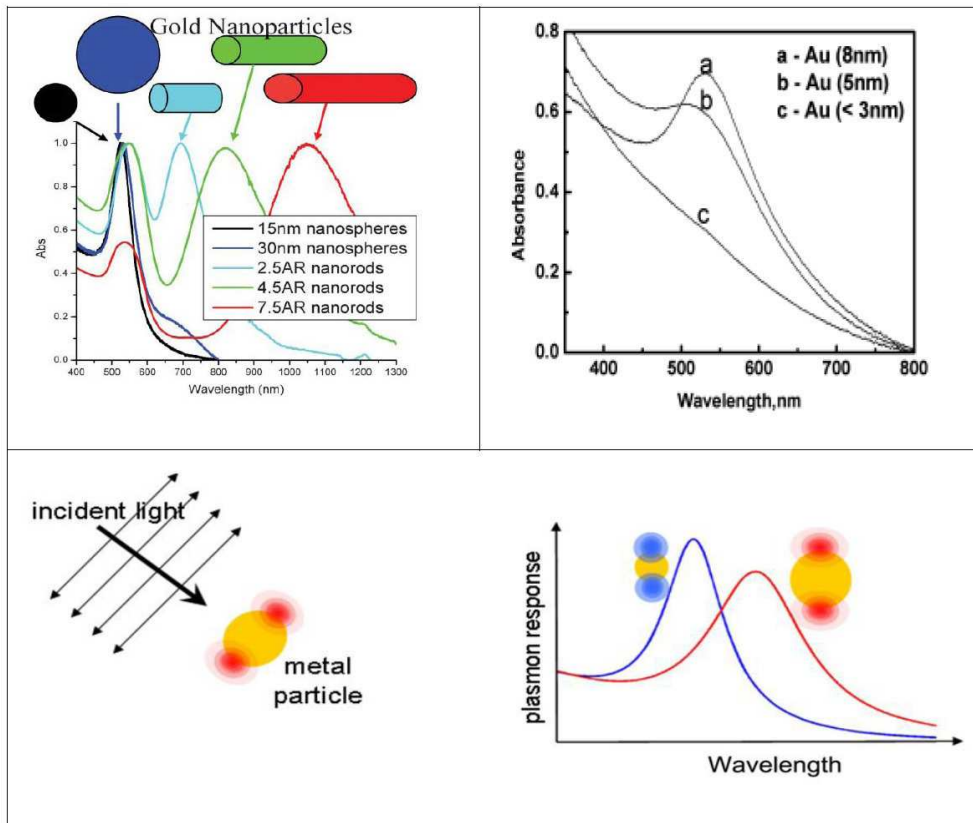 Gold Nanoparticles
1.0
0.8
0.6
0.4
0.2
0.0
Abs
15nm nanospheres
30nm nanospheres
2.5AR nanorods
4.5AR nanorods
7.5AR nanorods
400 500 600 700 800 900 1000 1100 1200 1300
Wavelength (nm)
0.8
0.6
0.4
0.2
0.0
Absorbance
a - Au (8nm)
b - Au (5nm)
c - Au (< 3nm)
a
b
c
400 500 600 700 800
Wavelength,nm
incident light
metal
particle
plasmon response
Wavelength